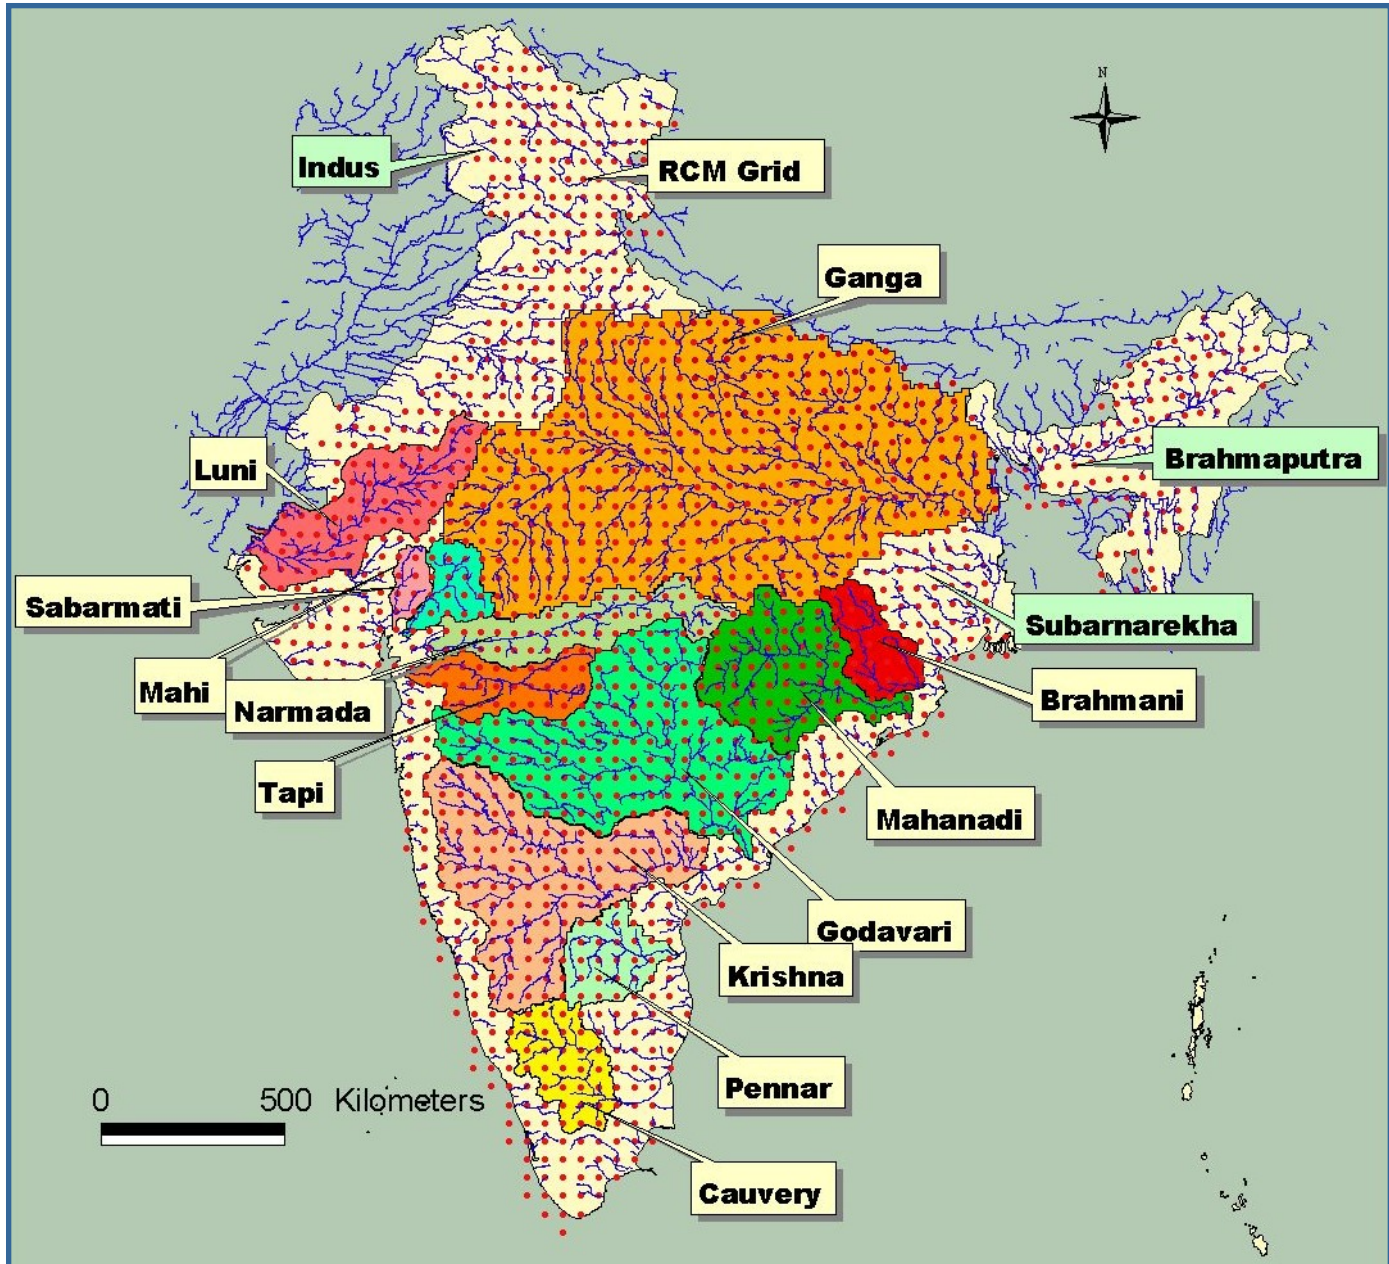 N
Indus
RCM Grid
Ganga
Luni
Brahmaputra
Sabarmati
Subarnarekha
Mahi
Narmada
Brahmani
Tapi
Mahanadi
Godavari
Krishna
Pennar
0 500 Kilometers
Cauvery